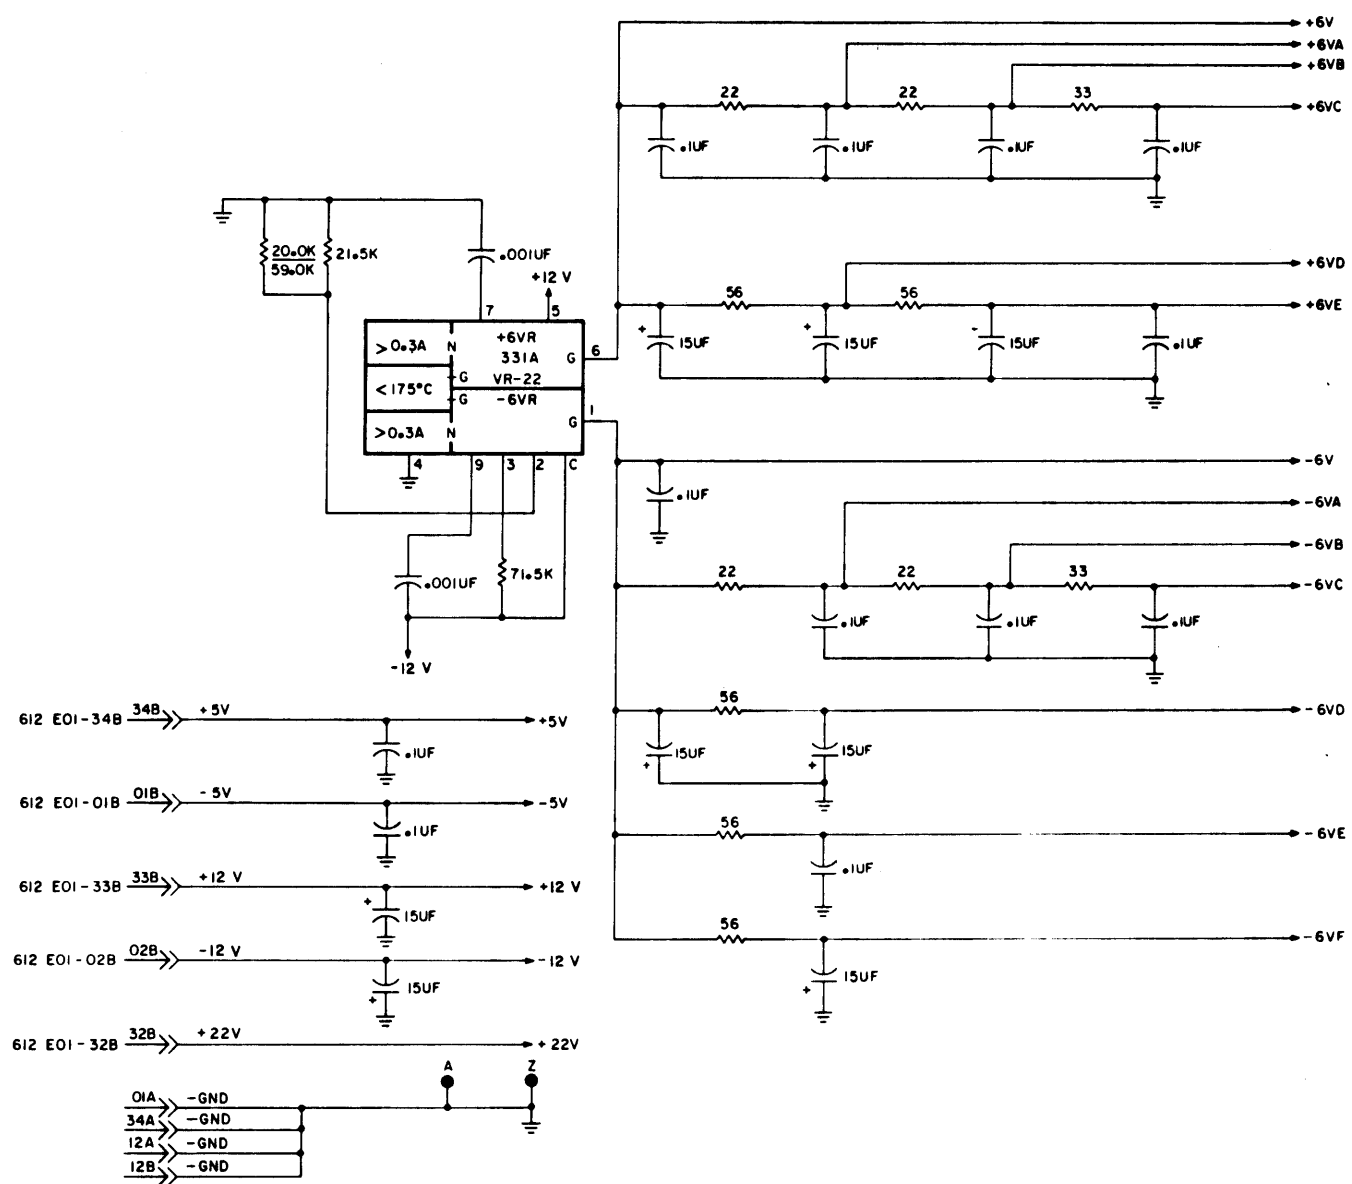 +6V
+6VA
+6VB
22 22 33
+6VC
.1UF .1UF .1UF .1UF
20.0K
59.0K
21.5K
.001UF
+12 V
+6VD
56 56
+6VE
+ 15UF + 15UF - 15UF .1UF
7 5
>0.3A N +6VR
331A G 6
<175°C G VR-22
G -6VR
G 1
>0.3A N
4 9 3 2 C
-6V
.1UF
-6VA
-6VB
22 22 33
-6VC
.001UF 71.5K
.1UF .1UF .1UF
-12 V
56
-6VD
15UF + 15UF +
612 E01-34B 34B +5V +5V
.1UF
612 E01-01B 01B -5V -5V
.1UF
56
-6VE
.1UF
612 E01-33B 33B +12 V +12 V
+ 15UF
56
-6VF
+ 15UF
612 E01-02B 02B -12 V -12 V
+ 15UF
612 E01-32B 32B +22V +22V
A Z
01A -GND
34A -GND
12A -GND
12B -GND